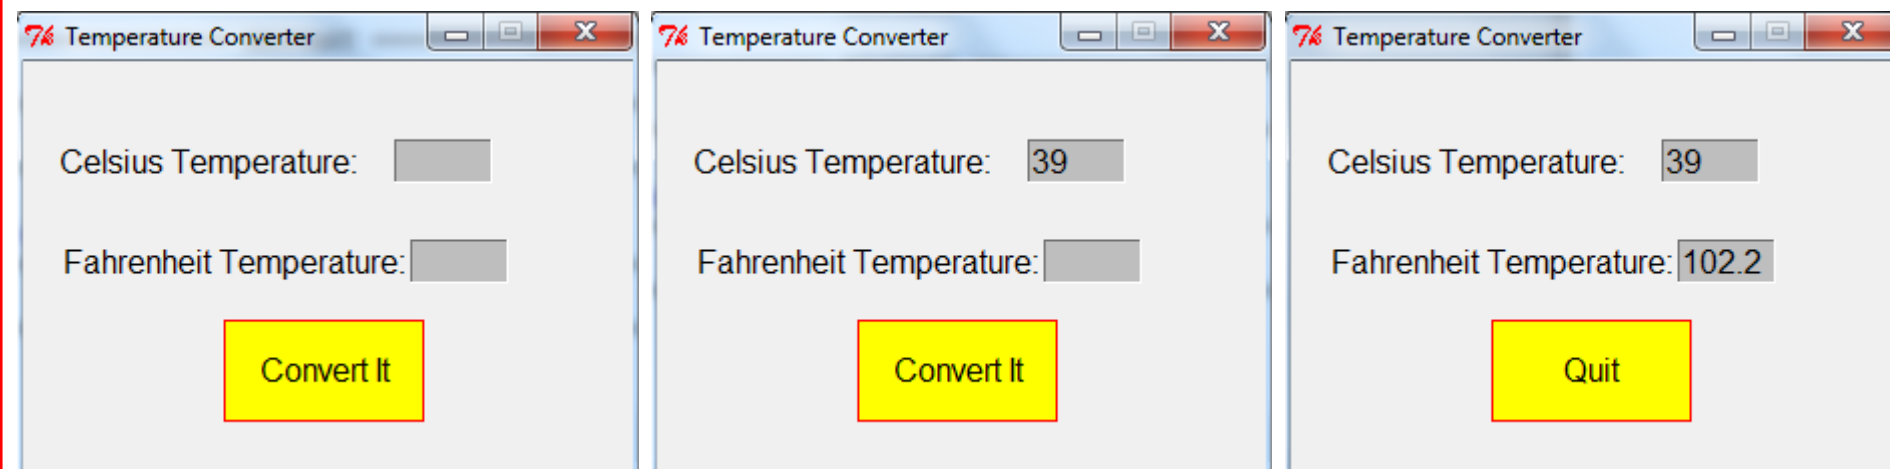 Temperature Converter
Celsius Temperature:
Fahrenheit Temperature:
Convert It
Temperature Converter
Celsius Temperature: 39
Fahrenheit Temperature:
Convert It
Temperature Converter
Celsius Temperature: 39
Fahrenheit Temperature: 102.2
Quit